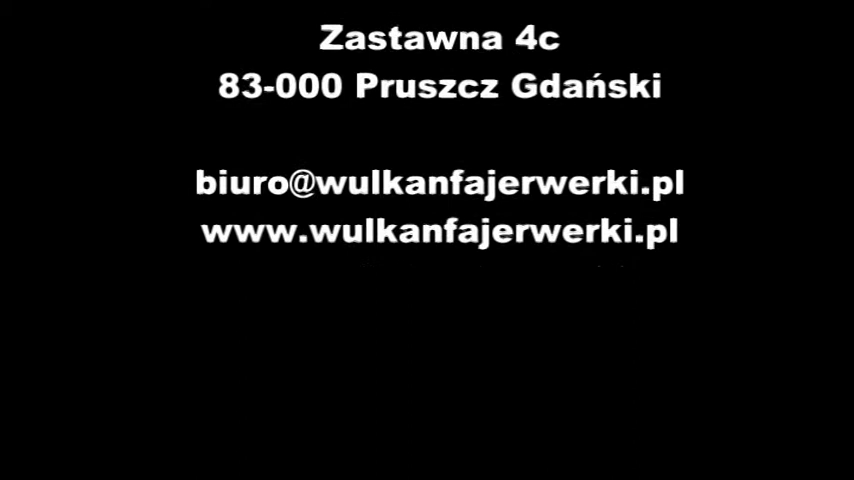 Zastawna 4c
83-000 Pruszcz Gdański
biuro@wulkanfajerwerki.pl
www.wulkanfajerwerki.pl